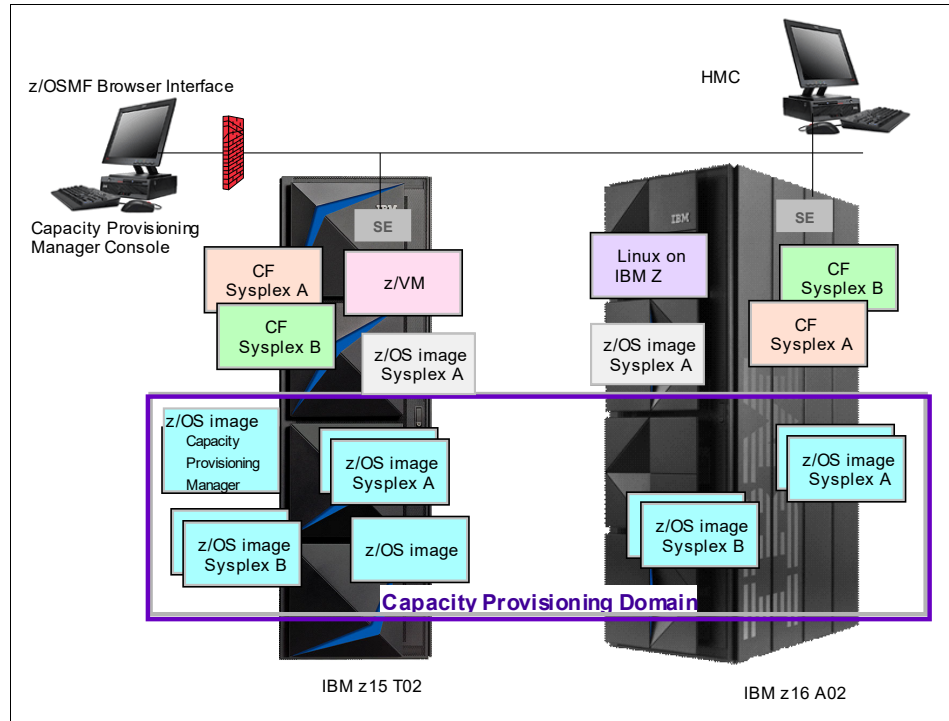 HMC
z/OSMF Browser Interface
Capacity Provisioning
Manager Console
IBM
SE
IBM
SE
CF
Sysplex A
z/VM
Linux on
IBM Z
CF
Sysplex B
CF
Sysplex B
z/OS image
Sysplex A
z/OS image
Sysplex A
CF
Sysplex A
z/OS image
Capacity
Provisioning
Manager
z/OS image
Sysplex A
z/OS image
Sysplex A
z/OS image
Sysplex B
z/OS image
z/OS image
Sysplex B
Capacity Provisioning Domain
IBM z15 T02
IBM z16 A02